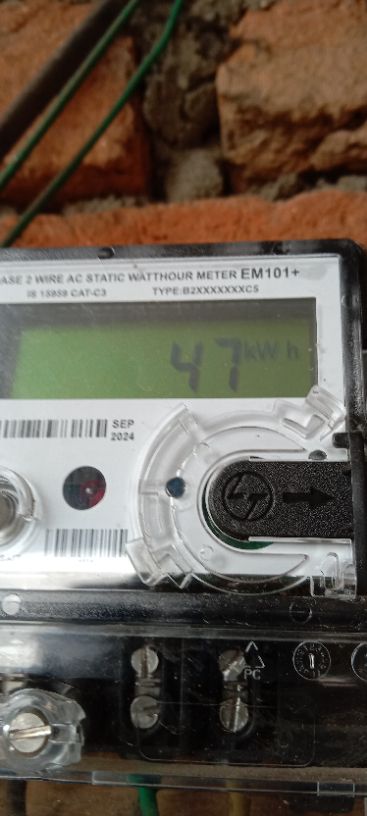 ASE 2 WIRE AC STATIC WATTHOUR METER EM101+
IS 15959 CAT-C3 TYPE:B2XXXXXXXC5
47 kWh
SEP
2024
PC